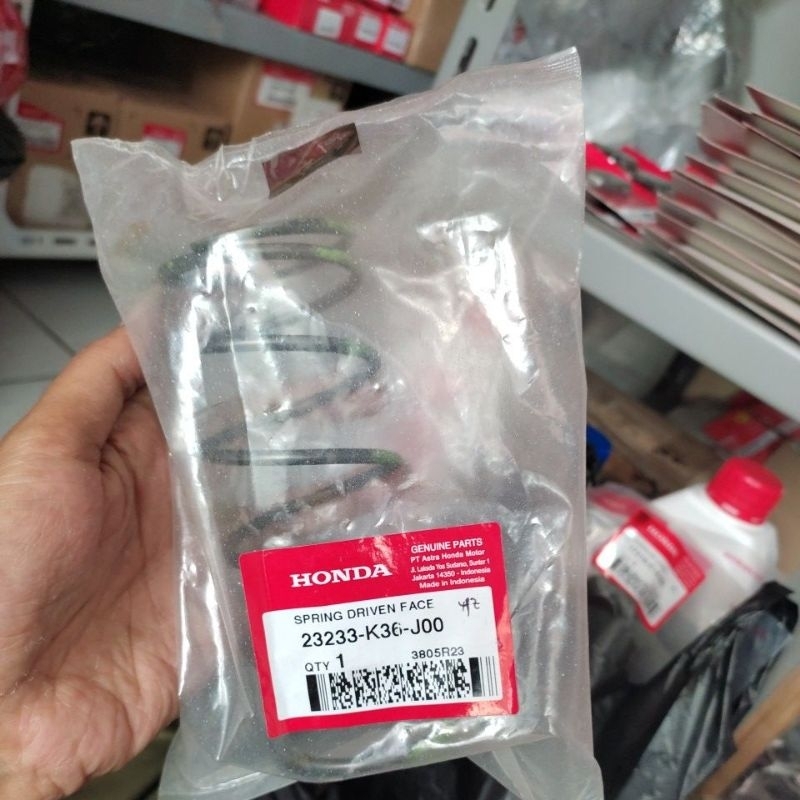 HONDA
GENUINE PARTS
PT Astra Honda Motor
Jl. Laksda Yos Sudarso, Sunter 1
Jakarta 14350 - Indonesia
Made in Indonesia
SPRING DRIVEN FACE
23233-K36-J00
QTY 1
3805R23